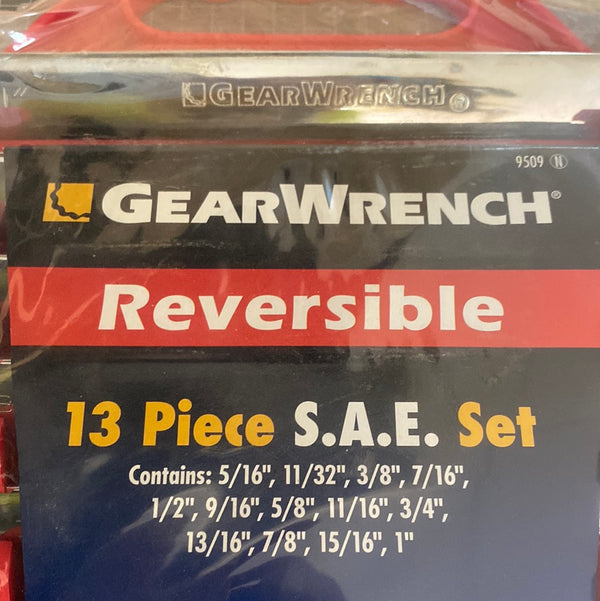 GEARWRENCH®
9509 N
GEARWRENCH®
Reversible
13 Piece S.A.E. Set
Contains: 5/16", 11/32", 3/8", 7/16",
1/2", 9/16", 5/8", 11/16", 3/4",
13/16", 7/8", 15/16", 1"